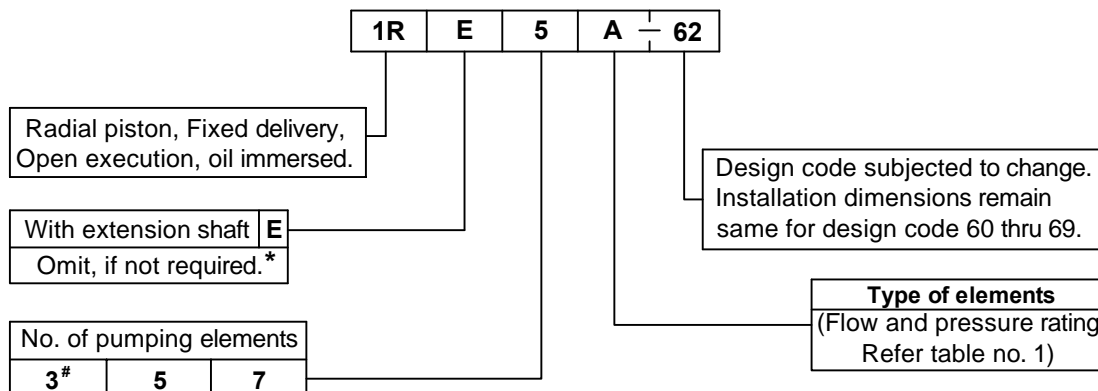 1R E 5 A – 62
Radial piston, Fixed delivery,
Open execution, oil immersed.
With extension shaft E
Omit, if not required.*
No. of pumping elements
3# 5 7
Design code subjected to change.
Installation dimensions remain
same for design code 60 thru 69.
Type of elements
(Flow and pressure rating
Refer table no. 1)